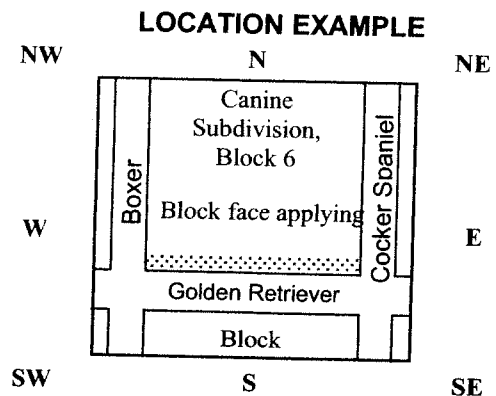 LOCATION EXAMPLE
NW N NE
Canine
Subdivision,
Block 6
Boxer
Cocker Spaniel
Block face applying
W E
Golden Retriever
Block
SW S SE